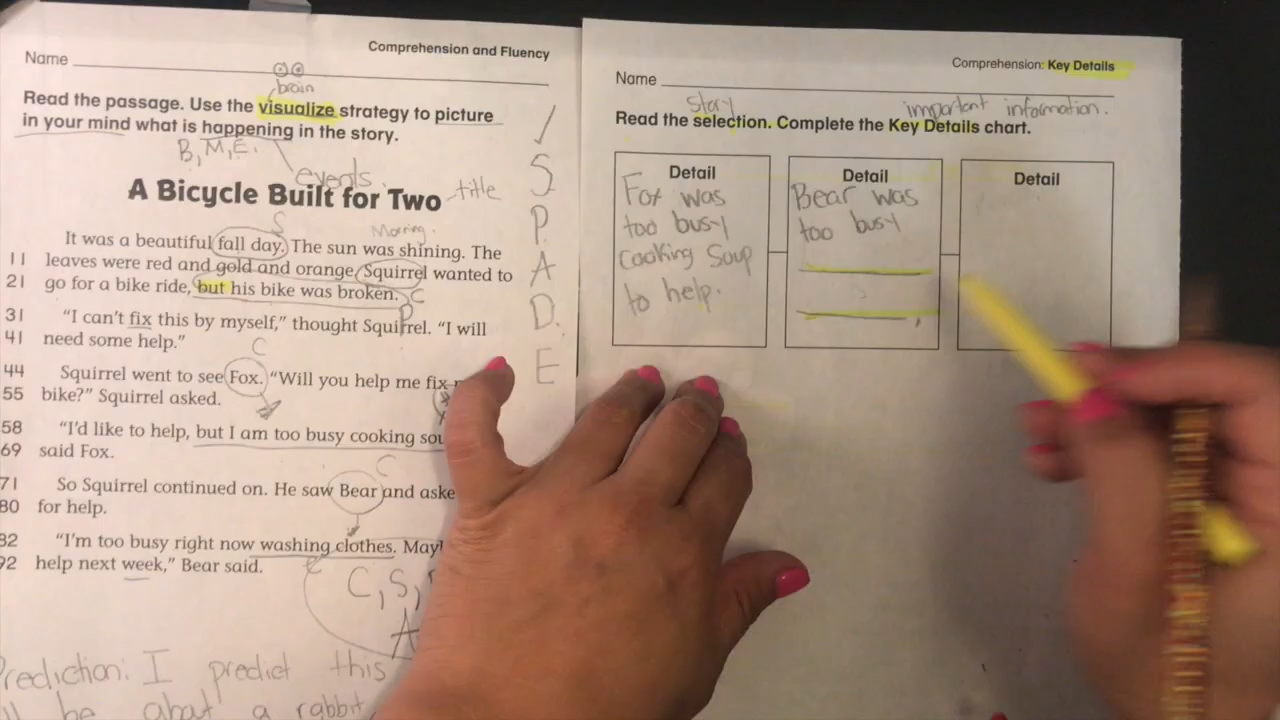 Comprehension and Fluency
Name
brain
Read the passage. Use the visualize strategy to picture
in your mind what is happening in the story.
B, M, E.
events.
A Bicycle Built for Two
title
S
Morning.
It was a beautiful fall day. The sun was shining. The
11 leaves were red and gold and orange. Squirrel wanted to
21 go for a bike ride, but his bike was broken.
C
P
31 "I can't fix this by myself," thought Squirrel. "I will
41 need some help."
C
44 Squirrel went to see Fox. "Will you help me fix
55 bike?" Squirrel asked.
58 "I'd like to help, but I am too busy cooking
69 said Fox.
C
71 So Squirrel continued on. He saw Bear and
80 for help.
82 "I'm too busy right now washing clothes.
92 help next week," Bear said.
C, S,
A
Prediction: I predict this
be about a rabbit
S
P.
A
D.
E
Comprehension: Key Details
Name
story
important information.
Read the selection. Complete the Key Details chart.
Detail
Fox was
too busy
cooking Soup
to help.
Detail
Bear was
too busy
Detail